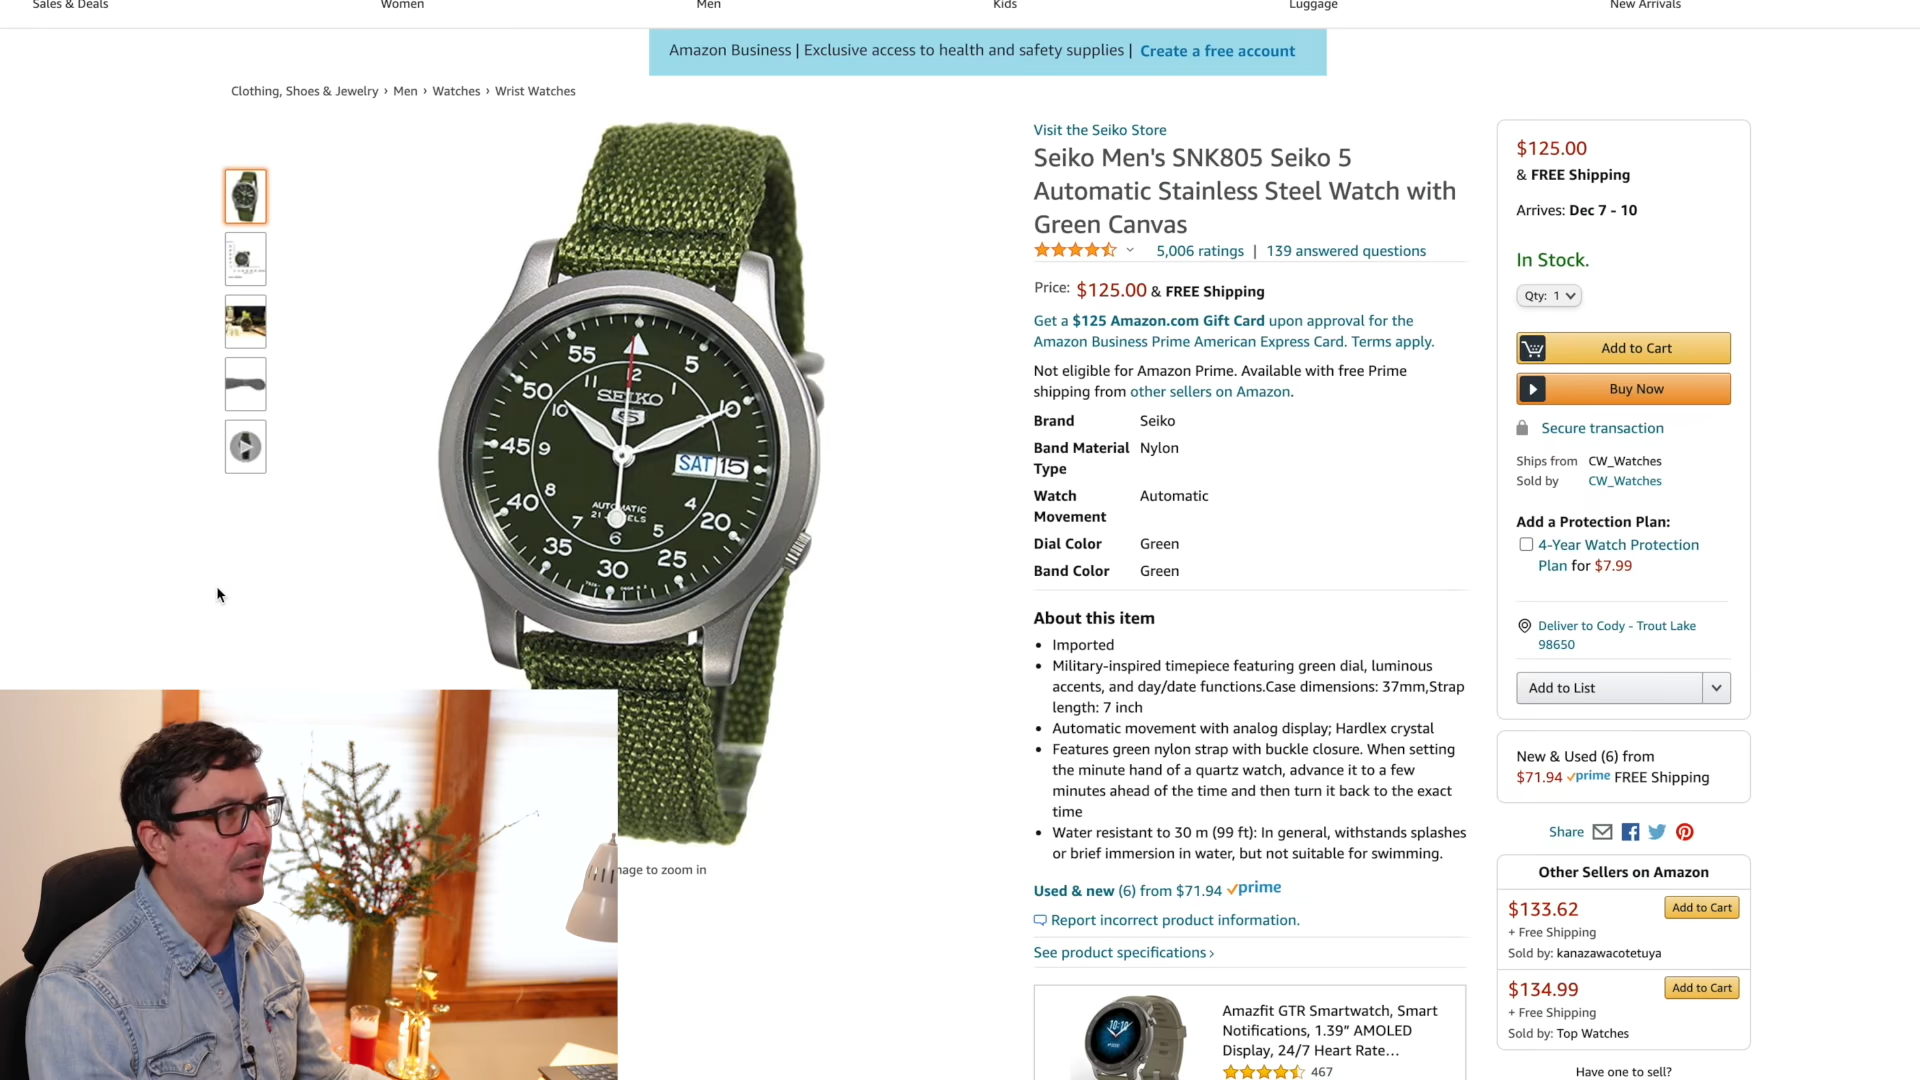 Sales & Deals
Women
Men
Kids
Luggage
New Arrivals
Amazon Business | Exclusive access to health and safety supplies | Create a free account
Clothing, Shoes & Jewelry › Men › Watches › Wrist Watches
55
5
12
11
1
50
10
10
SEIKO
5
45
9
SAT 15
40
8
4
20
AUTOMATIC
7
6
5
35
25
30
mage to zoom in
Visit the Seiko Store
Seiko Men's SNK805 Seiko 5
Automatic Stainless Steel Watch with
Green Canvas
5,006 ratings | 139 answered questions
Price: $125.00 & FREE Shipping
Get a $125 Amazon.com Gift Card upon approval for the
Amazon Business Prime American Express Card. Terms apply.
Not eligible for Amazon Prime. Available with free Prime
shipping from other sellers on Amazon.
Brand Seiko
Band Material Nylon
Type
Watch Automatic
Movement
Dial Color Green
Band Color Green
About this item
• Imported
• Military-inspired timepiece featuring green dial, luminous
accents, and day/date functions.Case dimensions: 37mm,Strap
length: 7 inch
• Automatic movement with analog display; Hardlex crystal
• Features green nylon strap with buckle closure. When setting
the minute hand of a quartz watch, advance it to a few
minutes ahead of the time and then turn it back to the exact
time
• Water resistant to 30 m (99 ft): In general, withstands splashes
or brief immersion in water, but not suitable for swimming.
Used & new (6) from $71.94 prime
Report incorrect product information.
See product specifications ›
Amazfit GTR Smartwatch, Smart
Notifications, 1.39” AMOLED
Display, 24/7 Heart Rate…
467
10:10
$125.00
& FREE Shipping
Arrives: Dec 7 - 10
In Stock.
Qty: 1
Add to Cart
Buy Now
Secure transaction
Ships from CW_Watches
Sold by CW_Watches
Add a Protection Plan:
4-Year Watch Protection
Plan for $7.99
Deliver to Cody - Trout Lake
98650
Add to List
New & Used (6) from
$71.94 prime FREE Shipping
Share
Other Sellers on Amazon
$133.62 Add to Cart
+ Free Shipping
Sold by: kanazawacotetuya
$134.99 Add to Cart
+ Free Shipping
Sold by: Top Watches
Have one to sell?